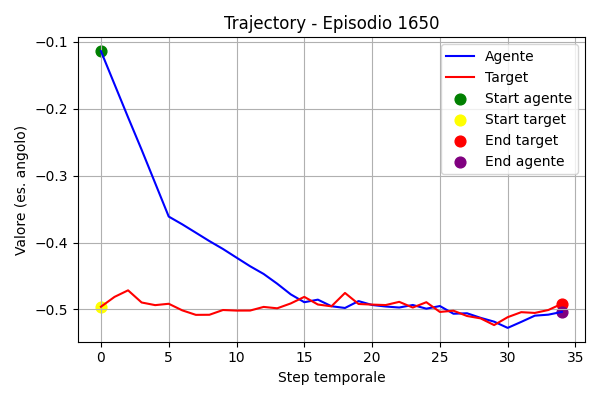 Trajectory - Episodio 1650
−0.1
−0.2
−0.3
−0.4
−0.5
Valore (es. angolo)
Agente
Target
Start agente
Start target
End target
End agente
0 5 10 15 20 25 30 35
Step temporale